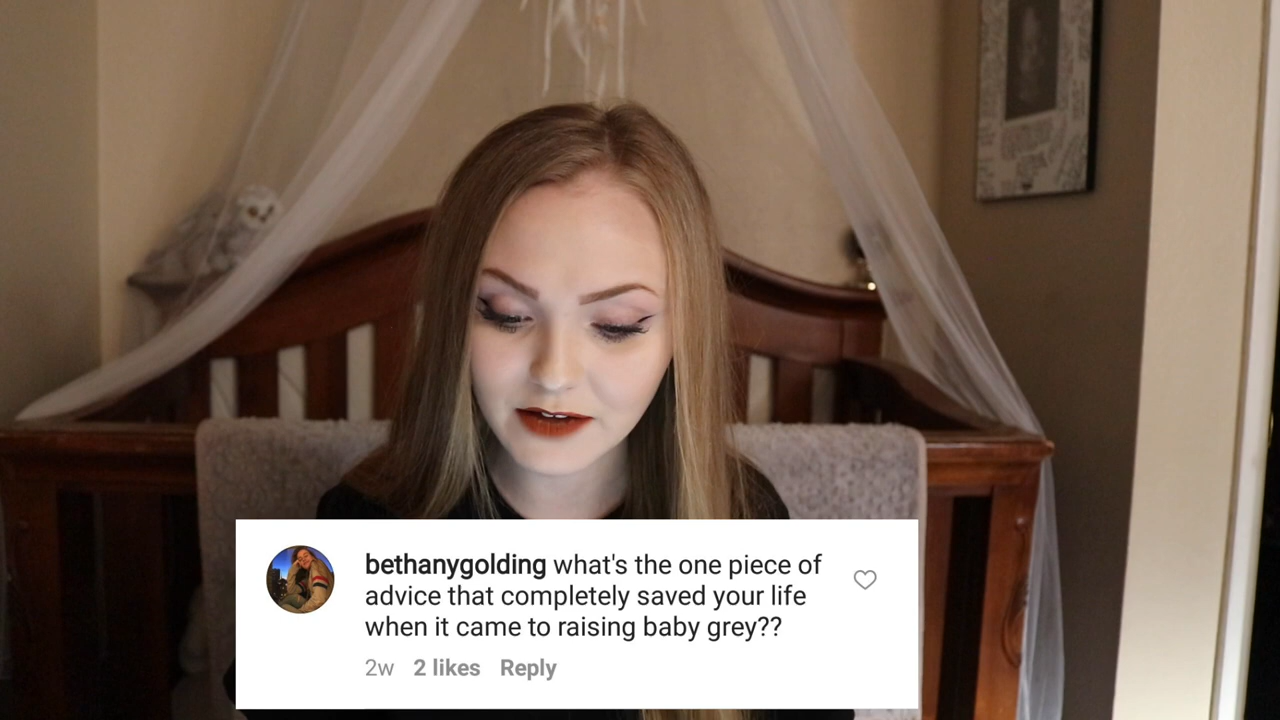 bethanygolding what's the one piece of
advice that completely saved your life
when it came to raising baby grey??
2w 2 likes Reply